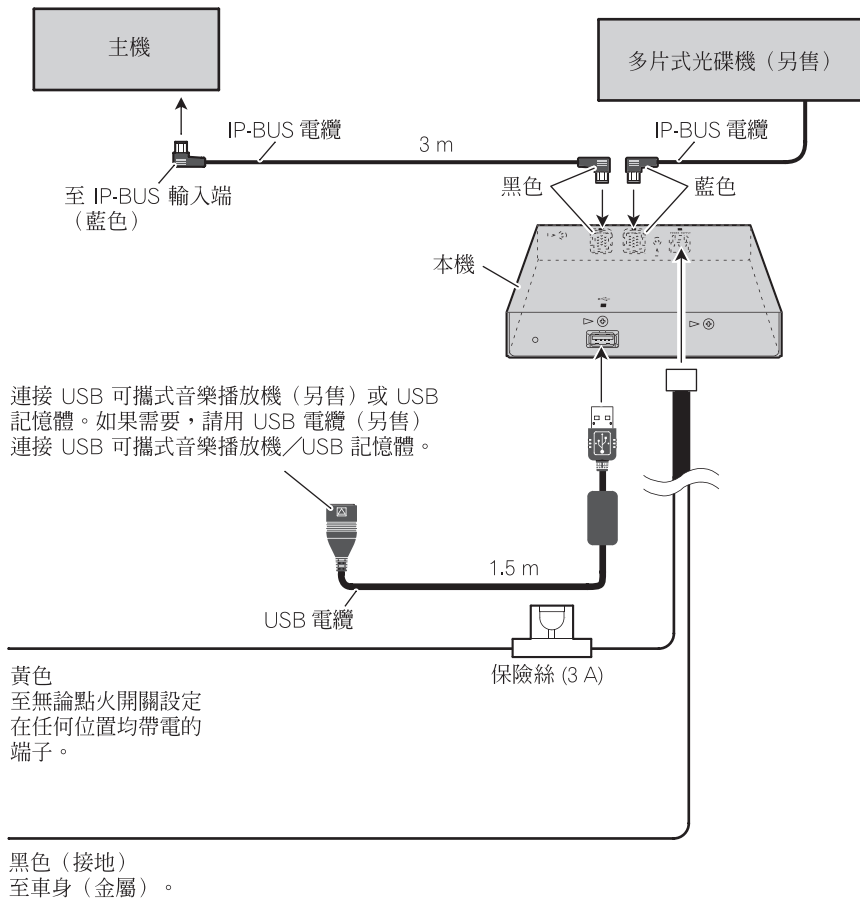 主機
多片式光碟機（另售）
IP-BUS 電纜
3 m
IP-BUS 電纜
至 IP-BUS 輸入端
（藍色）
黑色
藍色
本機
連接 USB 可攜式音樂播放機（另售）或 USB
記憶體。如果需要，請用 USB 電纜（另售）
連接 USB 可攜式音樂播放機／USB 記憶體。
1.5 m
USB 電纜
保險絲 (3 A)
黃色
至無論點火開關設定
在任何位置均帶電的
端子。
黑色（接地）
至車身（金屬）。